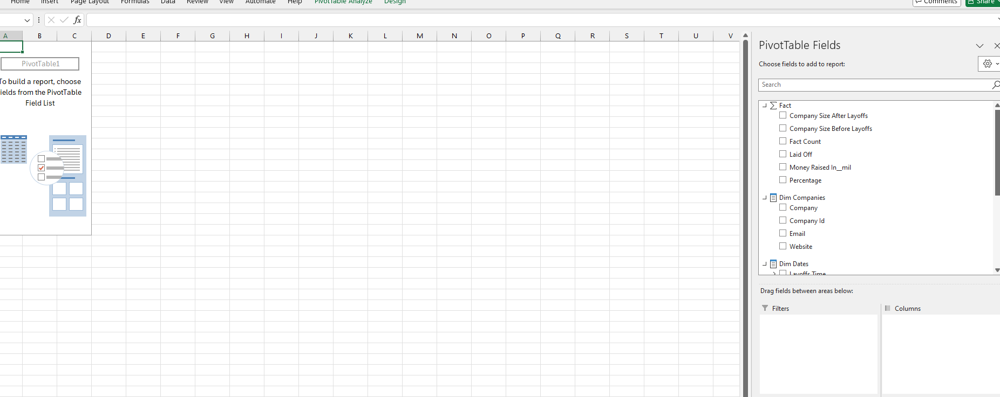 Home Insert Page Layout Formulas Data Review View Automate Help PivotTable Analyze Design Comments Share
fx
A B C D E F G H I J K L M N O P Q R S T U V
PivotTable1
To build a report, choose
fields from the PivotTable
Field List
PivotTable Fields
Choose fields to add to report:
Search
Fact
Company Size After Layoffs
Company Size Before Layoffs
Fact Count
Laid Off
Money Raised In__mil
Percentage
Dim Companies
Company
Company Id
Email
Website
Dim Dates
Layoffs Time
Drag fields between areas below:
Filters
Columns